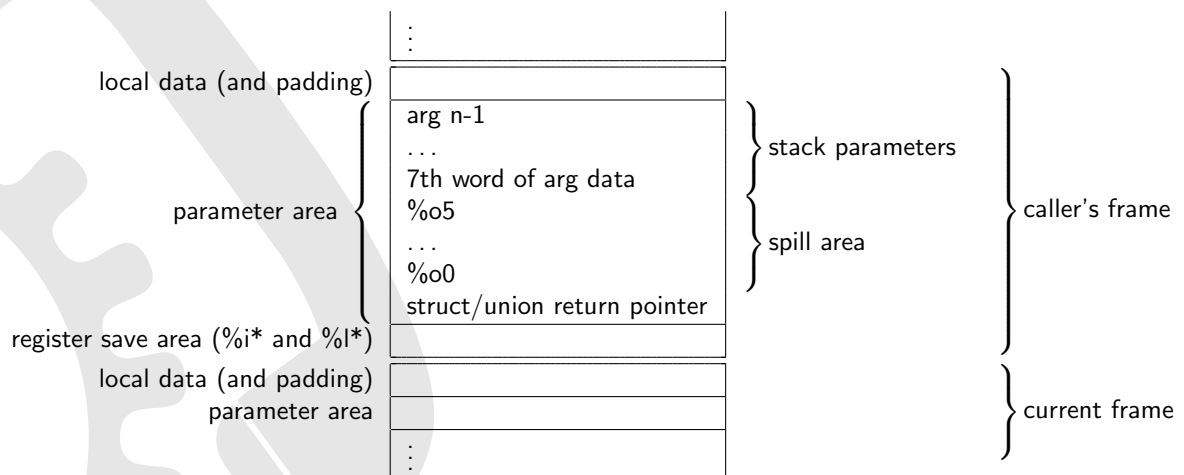 ⋮
local data (and padding)
arg n-1
. . .
stack parameters
7th word of arg data
parameter area
%o5
caller's frame
. . .
spill area
%o0
struct/union return pointer
register save area (%i* and %l*)
local data (and padding)
parameter area
current frame
⋮